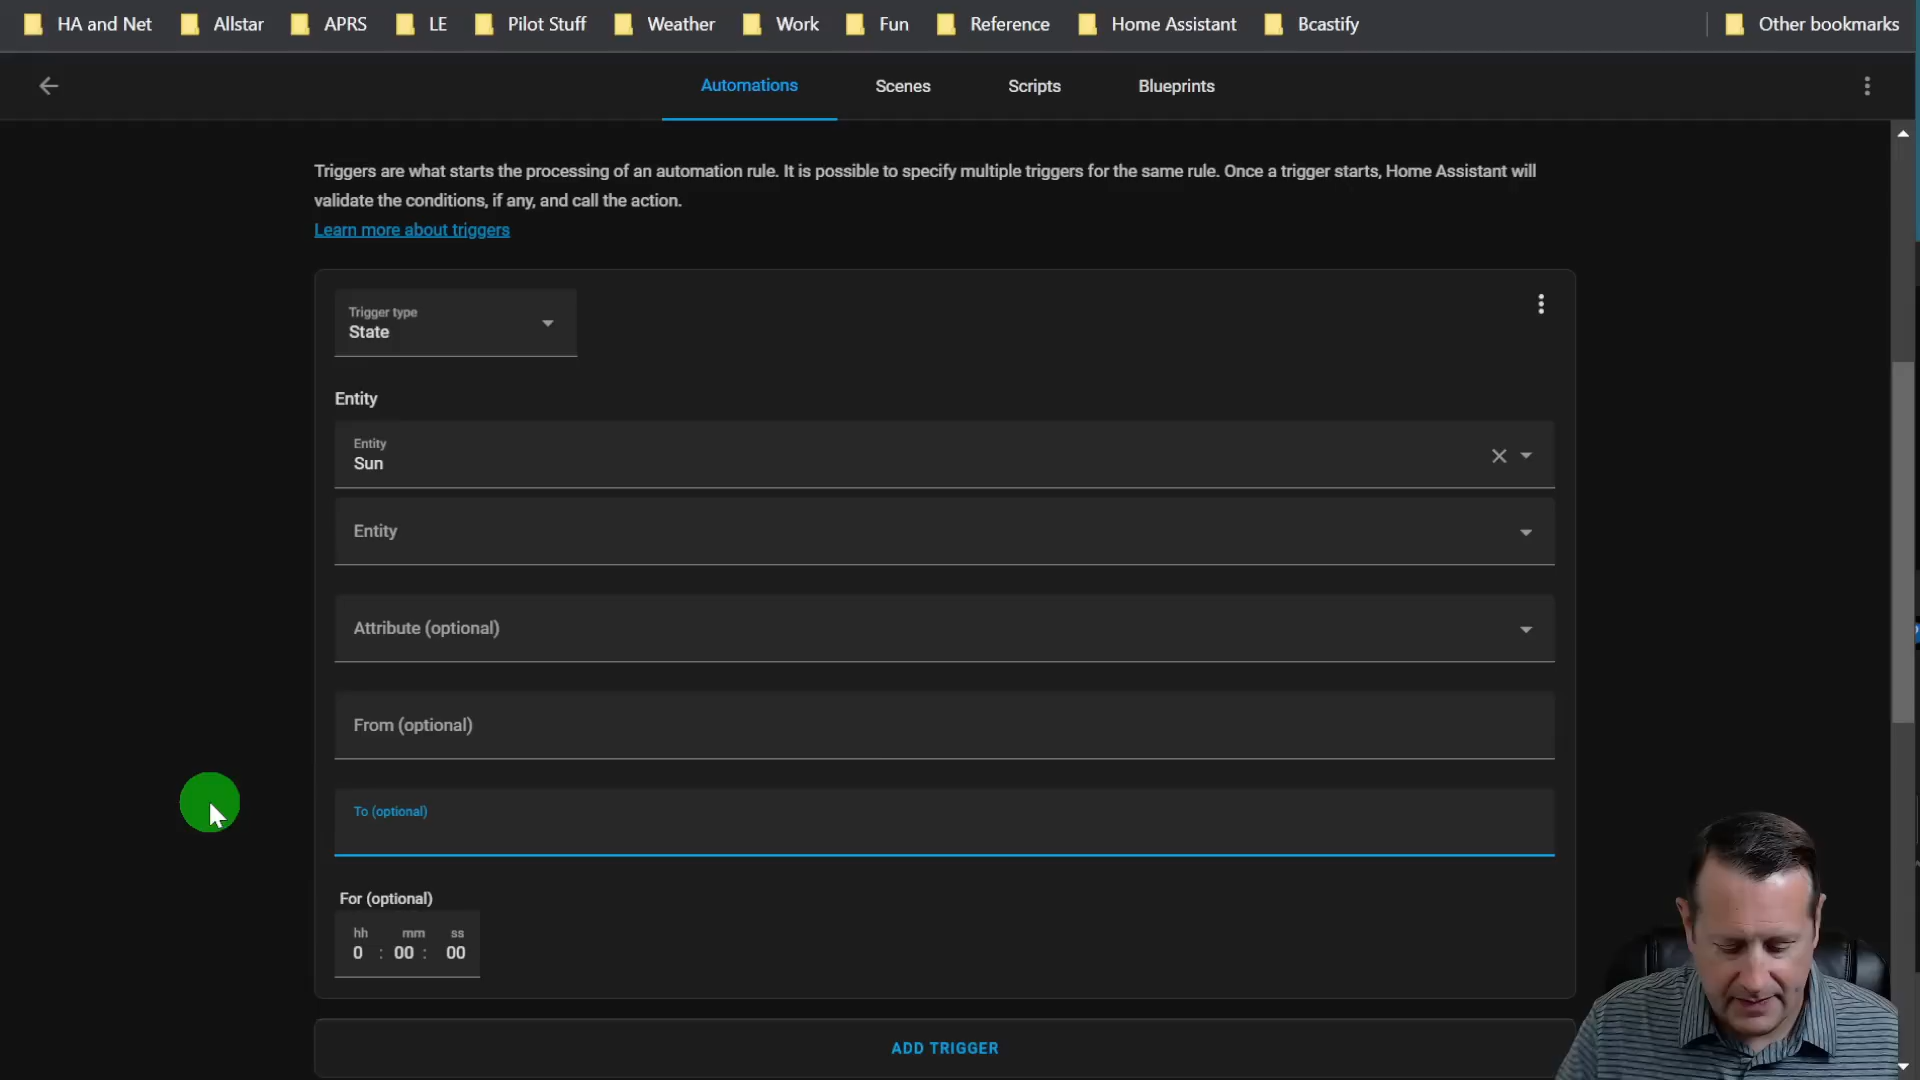 HA and Net Allstar APRS LE Pilot Stuff Weather Work Fun Reference Home Assistant Bcastify Other bookmarks
Automations Scenes Scripts Blueprints
Triggers are what starts the processing of an automation rule. It is possible to specify multiple triggers for the same rule. Once a trigger starts, Home Assistant will
validate the conditions, if any, and call the action.
Learn more about triggers
Trigger type
State
Entity
Entity
Sun
Entity
Attribute (optional)
From (optional)
To (optional)
For (optional)
hh mm ss
0 : 00 : 00
ADD TRIGGER